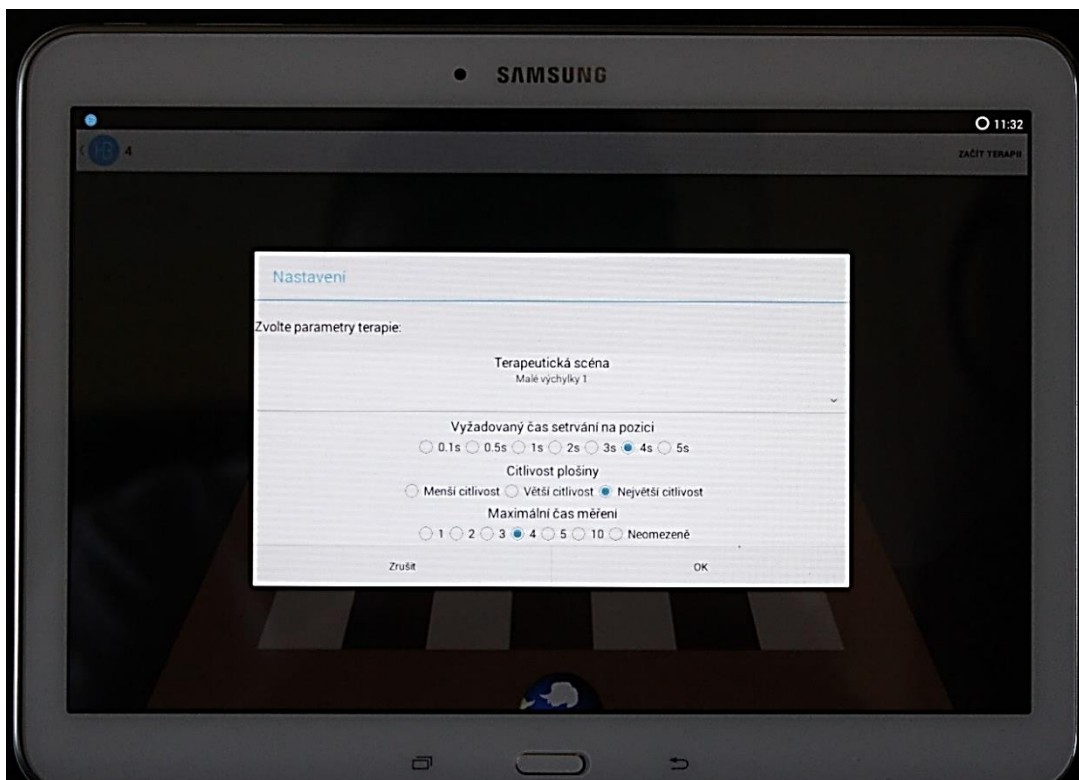 SAMSUNG
11:32
HB 4 ZAČÍT TERAPII
Nastavení
Zvolte parametry terapie:
Terapeutická scéna
Malé výchylky 1
Vyžadovaný čas setrvání na pozici
0.1s 0.5s 1s 2s 3s 4s 5s
Citlivost plošiny
Menší citlivost Větší citlivost Největší citlivost
Maximální čas měření
1 2 3 4 5 10 Neomezeně
Zrušit OK